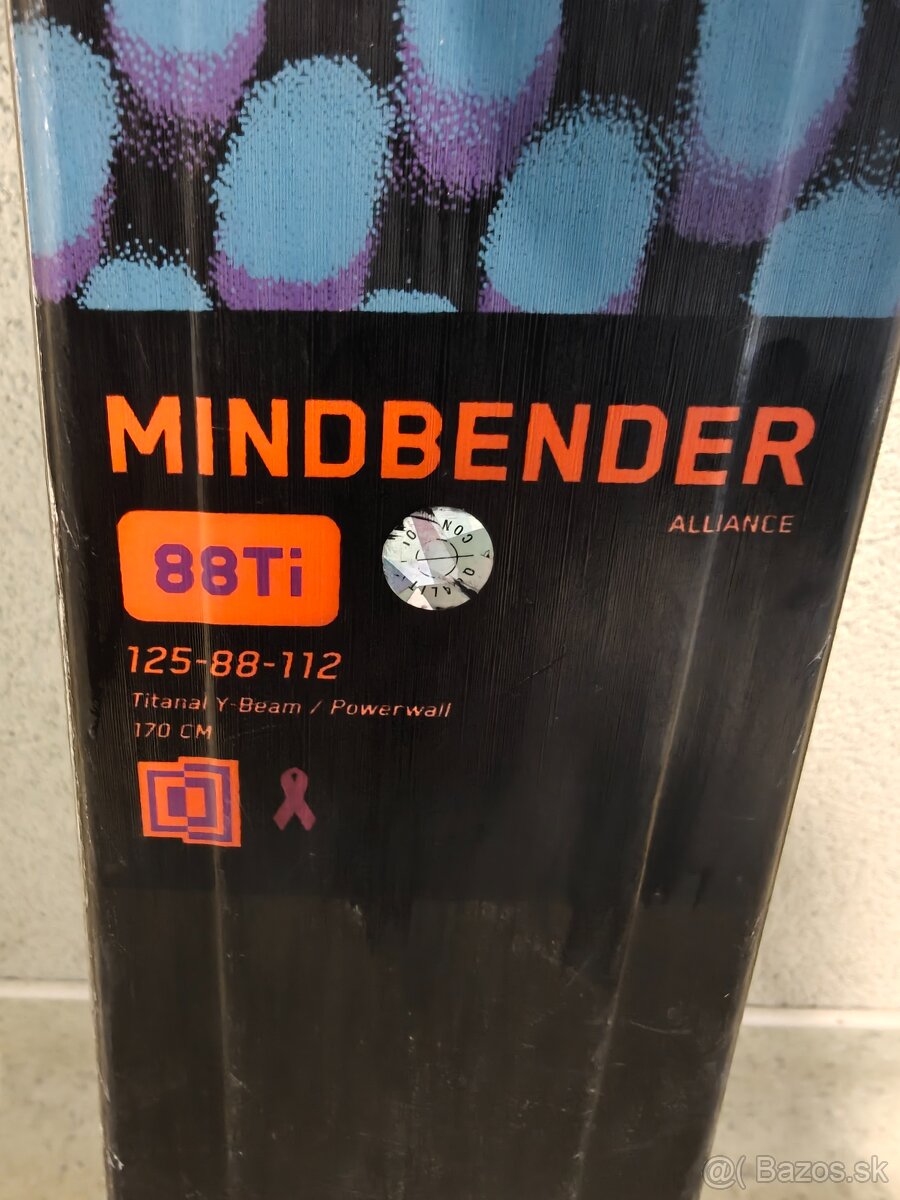 MINDBENDER
ALLIANCE
88Ti
125-88-112
Titanal Y-Beam / Powerwall
170 CM
@( Bazos.sk